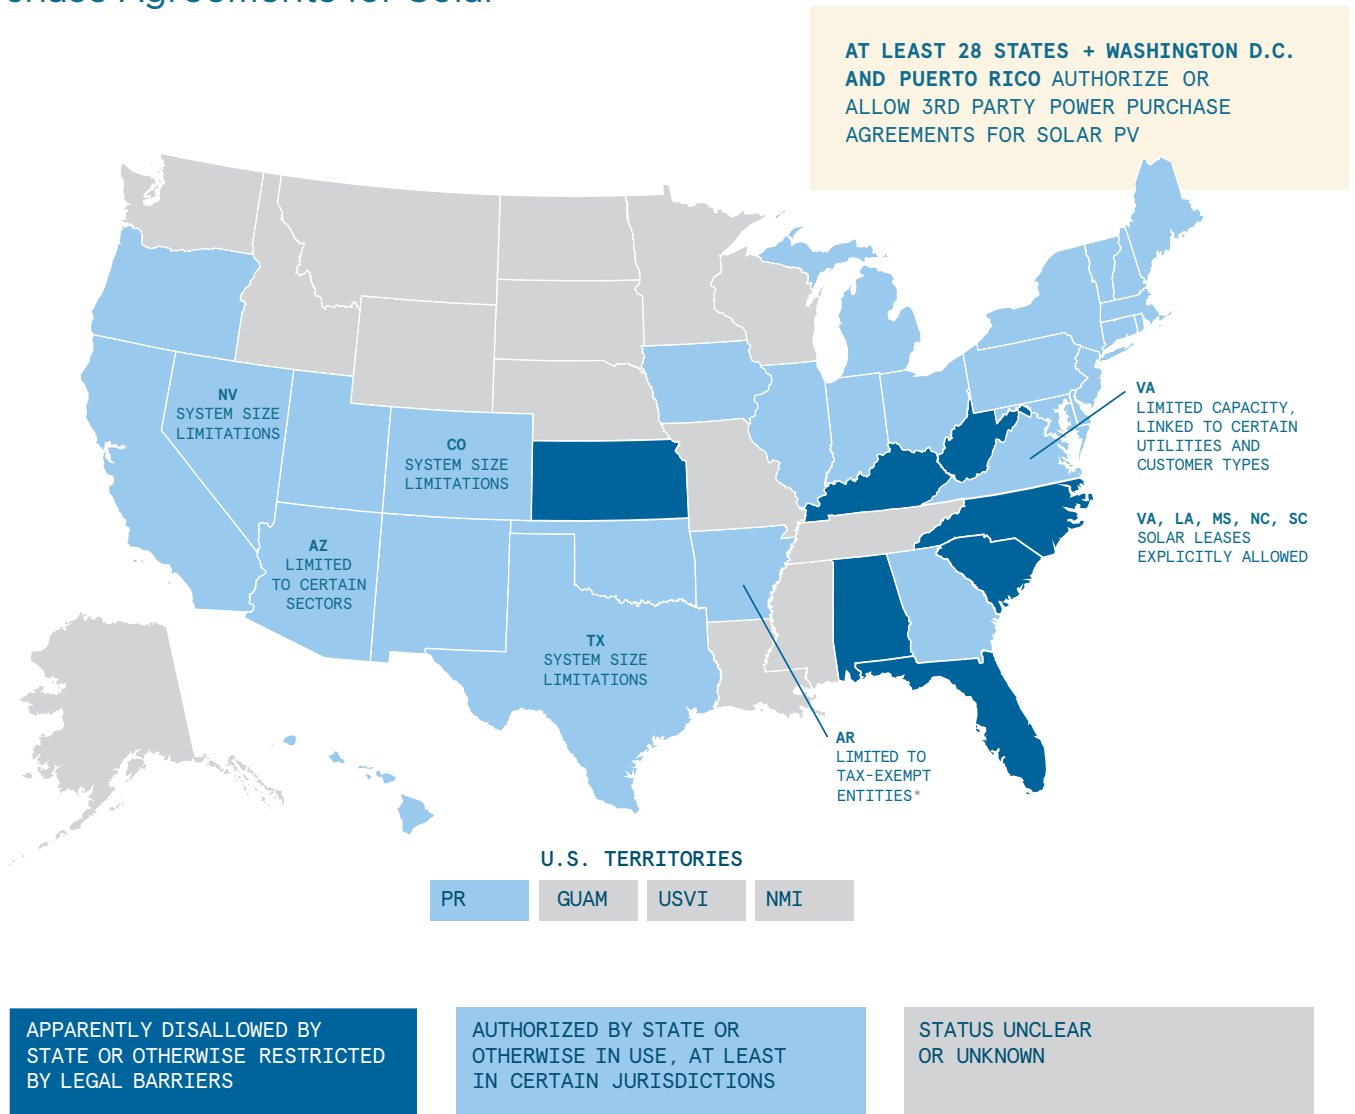 chase Agreements for Solar
AT LEAST 28 STATES + WASHINGTON D.C.
AND PUERTO RICO AUTHORIZE OR
ALLOW 3RD PARTY POWER PURCHASE
AGREEMENTS FOR SOLAR PV
NV
SYSTEM SIZE
LIMITATIONS
CO
SYSTEM SIZE
LIMITATIONS
VA
LIMITED CAPACITY,
LINKED TO CERTAIN
UTILITIES AND
CUSTOMER TYPES
VA, LA, MS, NC, SC
SOLAR LEASES
EXPLICITLY ALLOWED
AZ
LIMITED
TO CERTAIN
SECTORS
TX
SYSTEM SIZE
LIMITATIONS
AR
LIMITED TO
TAX-EXEMPT
ENTITIES*
U.S. TERRITORIES
PR GUAM USVI NMI
APPARENTLY DISALLOWED BY
STATE OR OTHERWISE RESTRICTED
BY LEGAL BARRIERS
AUTHORIZED BY STATE OR
OTHERWISE IN USE, AT LEAST
IN CERTAIN JURISDICTIONS
STATUS UNCLEAR
OR UNKNOWN